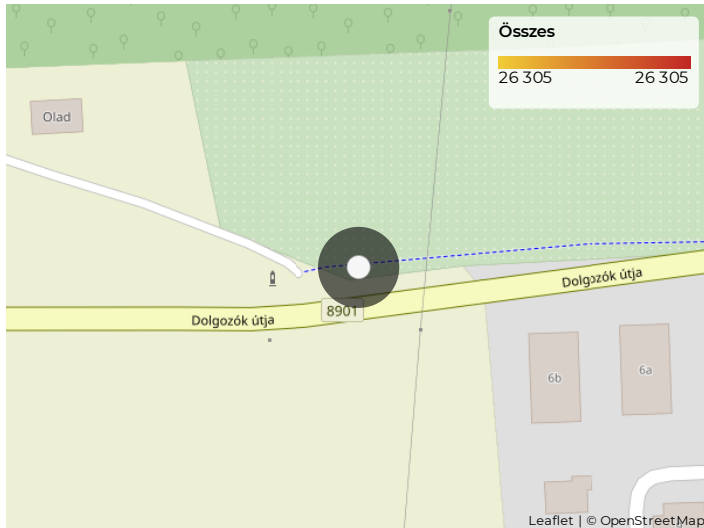 Összes
26 305 26 305
Olad
Dolgozók útja
8901
Dolgozók útja
6b
6a
Leaflet | © OpenStreetMap